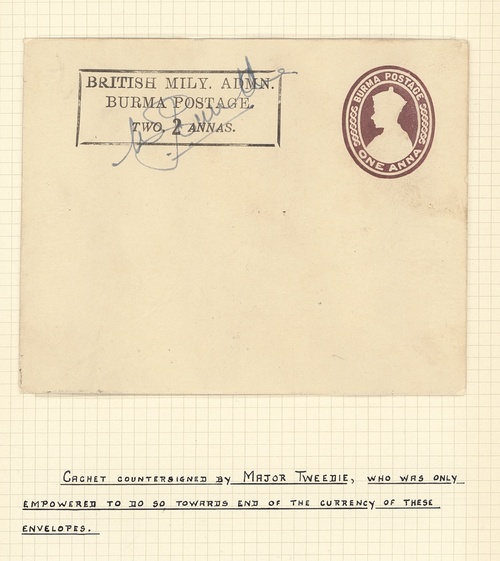 BRITISH MILY. ADMN.
BURMA POSTAGE.
TWO. 2 ANNAS.
BURMA POSTAGE
ONE ANNA
CACHET COUNTERSIGNED BY MAJOR TWEEDIE, WHO WAS ONLY
EMPOWERED TO DO SO TOWARDS END OF THE CURRENCY OF THESE
ENVELOPES.